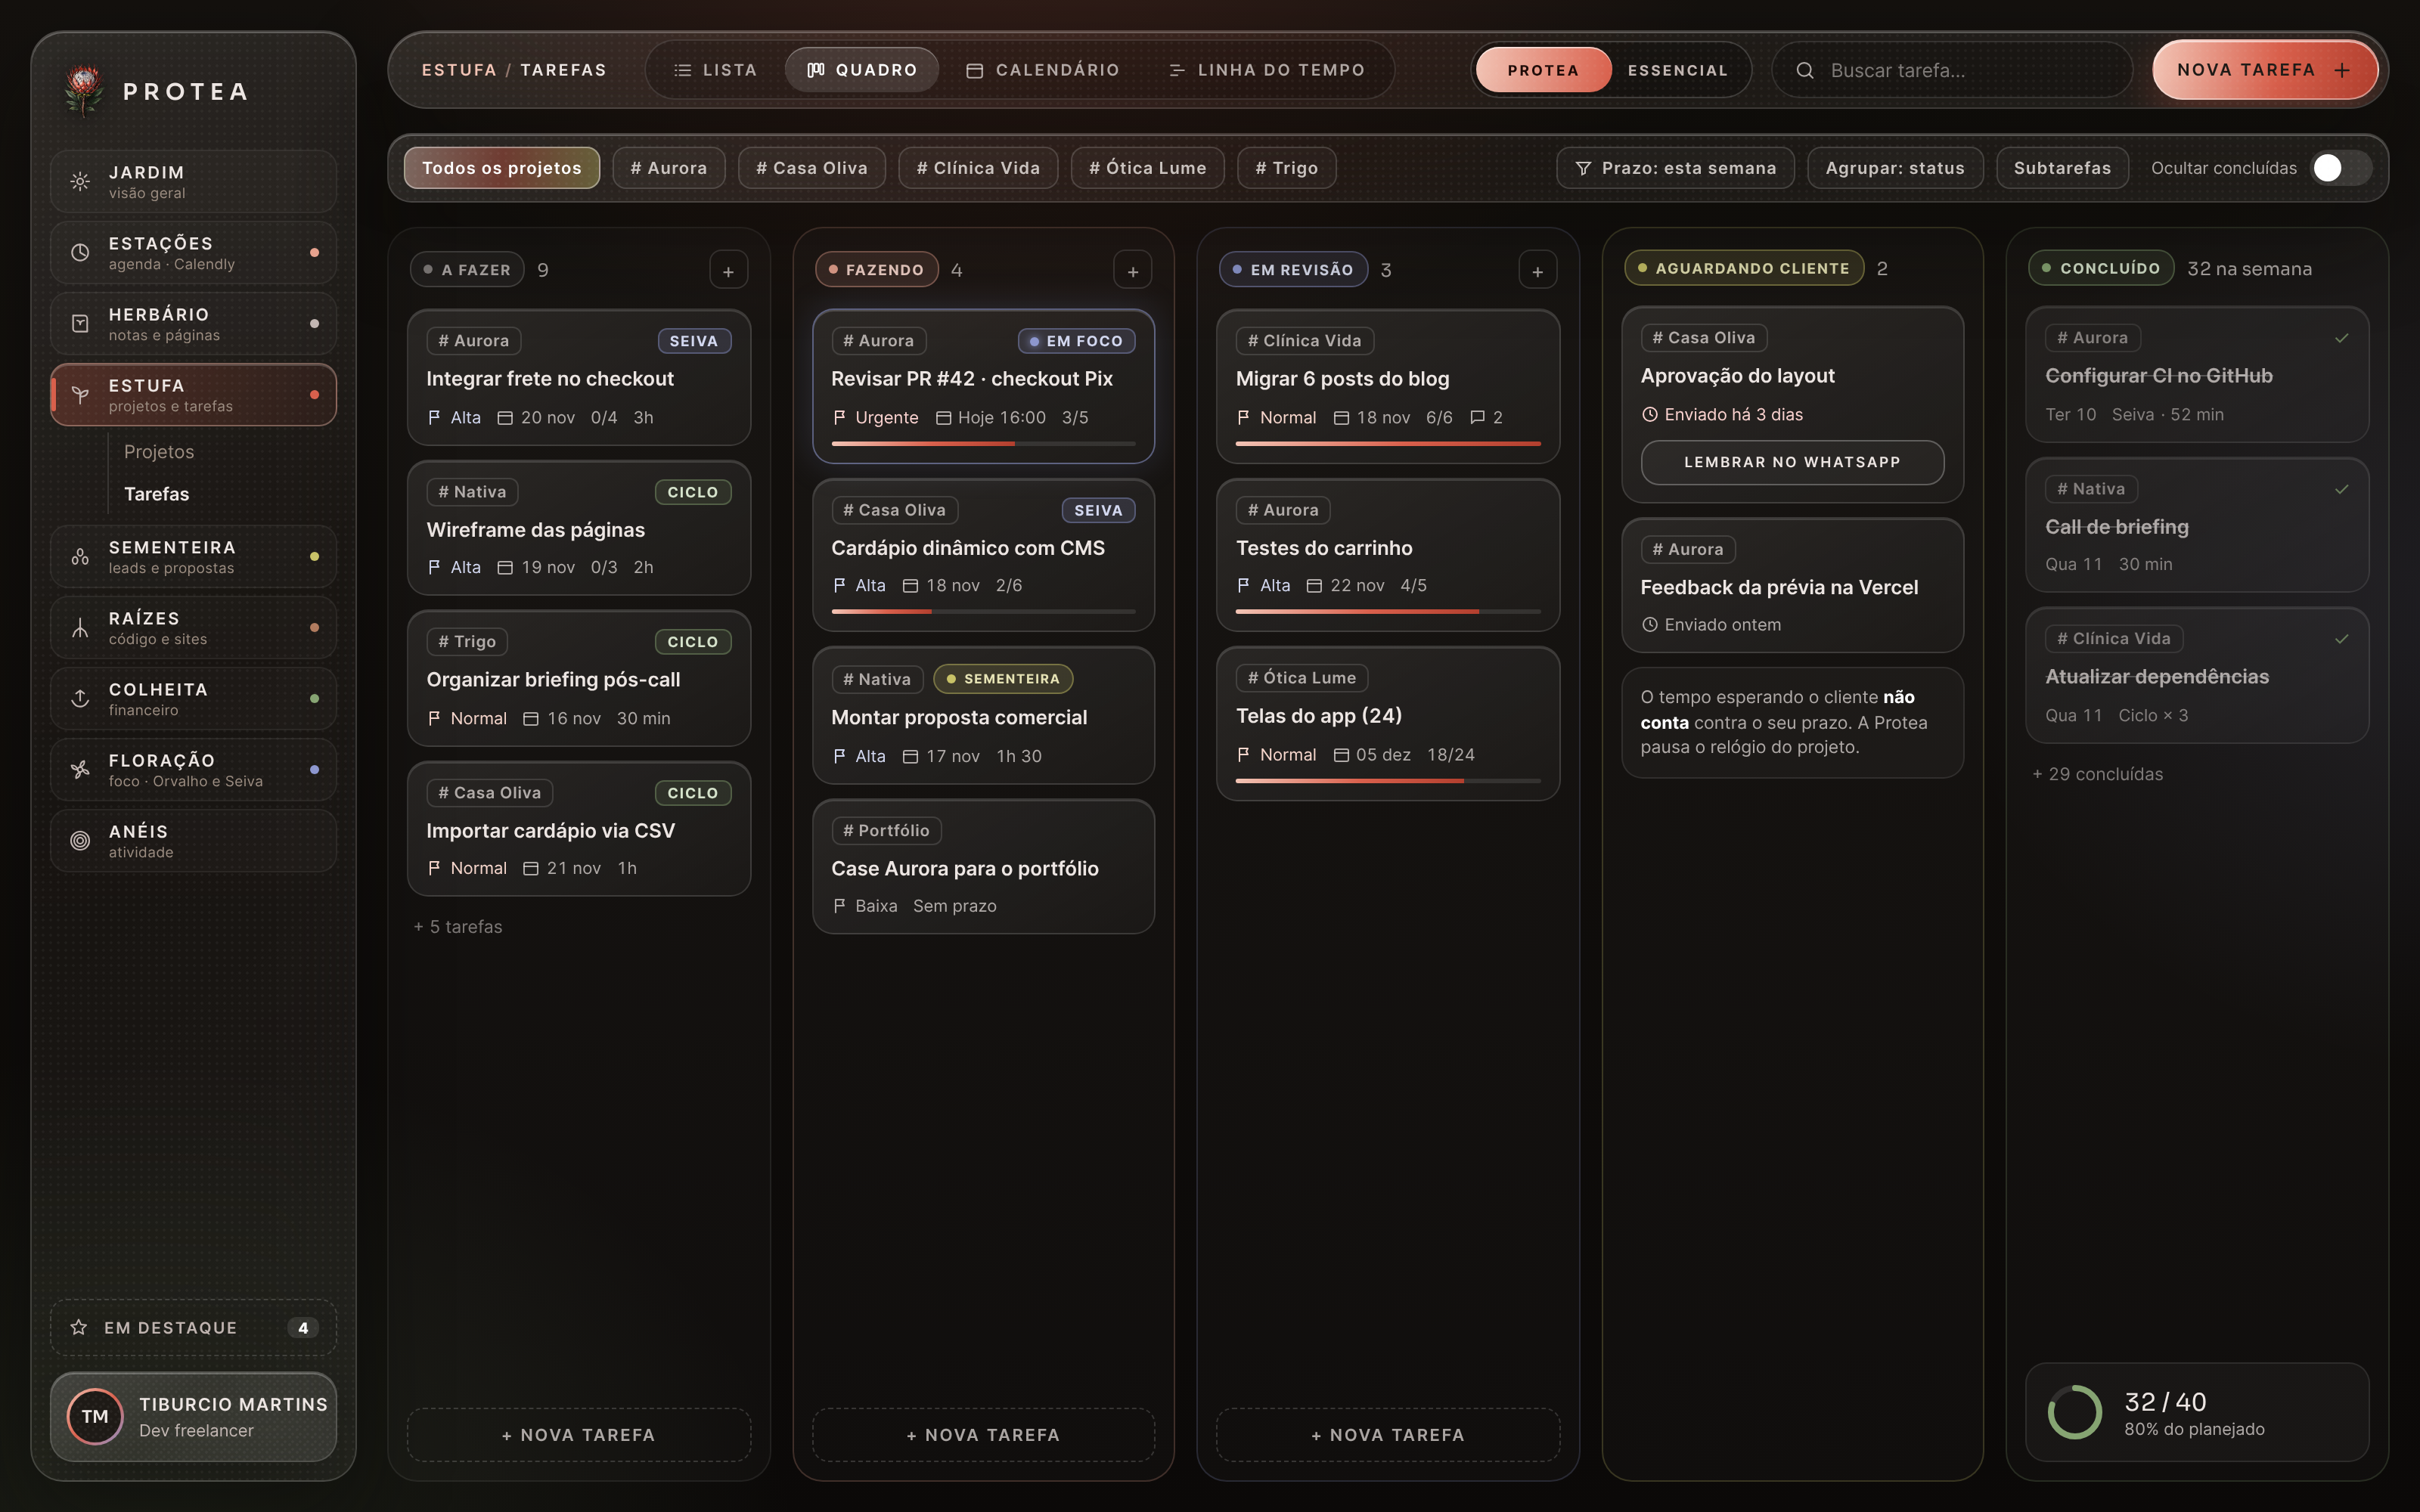 PROTEA
JARDIM
visão geral
ESTAÇÕES
agenda · Calendly
HERBÁRIO
notas e páginas
ESTUFA
projetos e tarefas
Projetos
Tarefas
SEMENTEIRA
leads e propostas
RAÍZES
código e sites
COLHEITA
financeiro
FLORAÇÃO
foco · Orvalho e Seiva
ANÉIS
atividade
EM DESTAQUE 4
TM
TIBURCIO MARTINS
Dev freelancer
ESTUFA / TAREFAS
LISTA
QUADRO
CALENDÁRIO
LINHA DO TEMPO
PROTEA
ESSENCIAL
Buscar tarefa...
NOVA TAREFA +
Todos os projetos
# Aurora
# Casa Oliva
# Clínica Vida
# Ótica Lume
# Trigo
Prazo: esta semana
Agrupar: status
Subtarefas
Ocultar concluídas
A FAZER 9 +
# Aurora SEIVA
Integrar frete no checkout
Alta 20 nov 0/4 3h
# Nativa CICLO
Wireframe das páginas
Alta 19 nov 0/3 2h
# Trigo CICLO
Organizar briefing pós-call
Normal 16 nov 30 min
# Casa Oliva CICLO
Importar cardápio via CSV
Normal 21 nov 1h
+ 5 tarefas
+ NOVA TAREFA
FAZENDO 4 +
# Aurora EM FOCO
Revisar PR #42 · checkout Pix
Urgente Hoje 16:00 3/5
# Casa Oliva SEIVA
Cardápio dinâmico com CMS
Alta 18 nov 2/6
# Nativa SEMENTEIRA
Montar proposta comercial
Alta 17 nov 1h 30
# Portfólio
Case Aurora para o portfólio
Baixa Sem prazo
+ NOVA TAREFA
EM REVISÃO 3 +
# Clínica Vida
Migrar 6 posts do blog
Normal 18 nov 6/6 2
# Aurora
Testes do carrinho
Alta 22 nov 4/5
# Ótica Lume
Telas do app (24)
Normal 05 dez 18/24
+ NOVA TAREFA
AGUARDANDO CLIENTE 2
# Casa Oliva
Aprovação do layout
Enviado há 3 dias
LEMBRAR NO WHATSAPP
# Aurora
Feedback da prévia na Vercel
Enviado ontem
O tempo esperando o cliente não
conta contra o seu prazo. A Protea
pausa o relógio do projeto.
CONCLUÍDO 32 na semana
# Aurora
Configurar CI no GitHub
Ter 10 Seiva · 52 min
# Nativa
Call de briefing
Qua 11 30 min
# Clínica Vida
Atualizar dependências
Qua 11 Ciclo × 3
+ 29 concluídas
32 / 40
80% do planejado